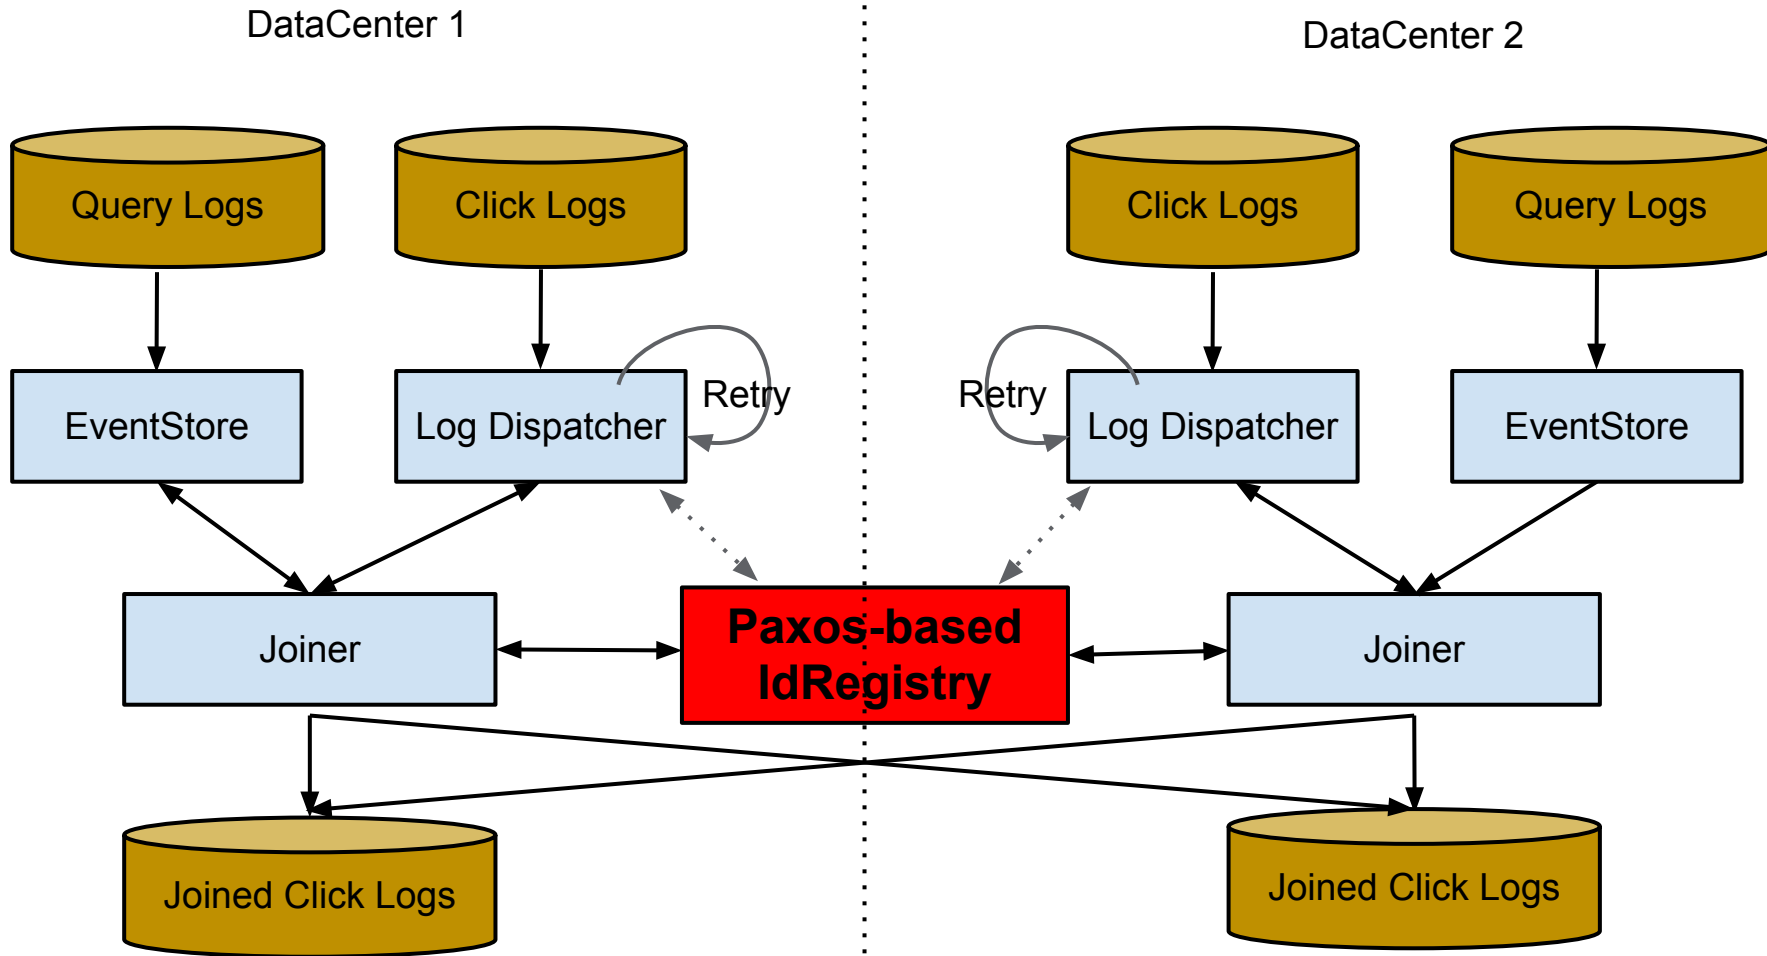 DataCenter 1
DataCenter 2
Query Logs
Click Logs
Click Logs
Query Logs
EventStore
Log Dispatcher
Retry
Retry
Log Dispatcher
EventStore
Joiner
Paxos-based
IdRegistry
Joiner
Joined Click Logs
Joined Click Logs